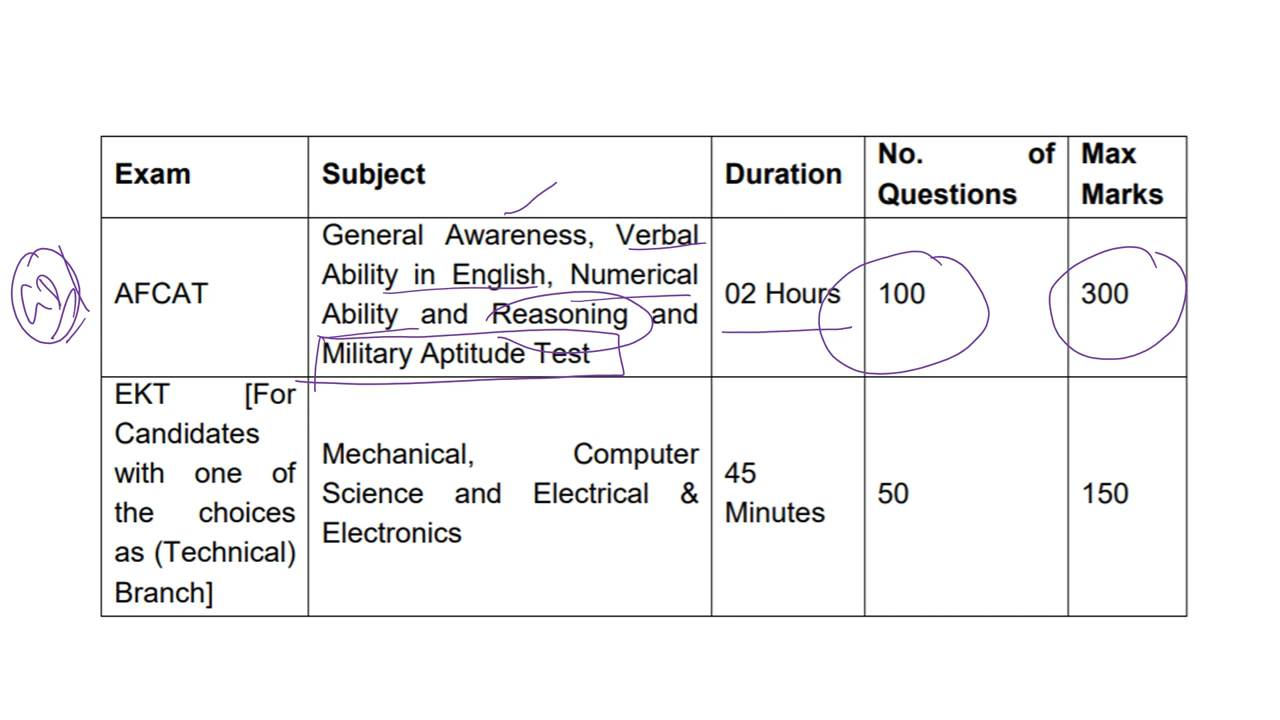 Exam Subject Duration No. of Questions Max Marks
AFCAT
General Awareness, Verbal
Ability in English, Numerical
Ability and Reasoning and
Military Aptitude Test
02 Hours
100
300
EKT [For
Candidates
with one of
the choices
as (Technical)
Branch]
Mechanical, Computer
Science and Electrical &
Electronics
45
Minutes
50
150